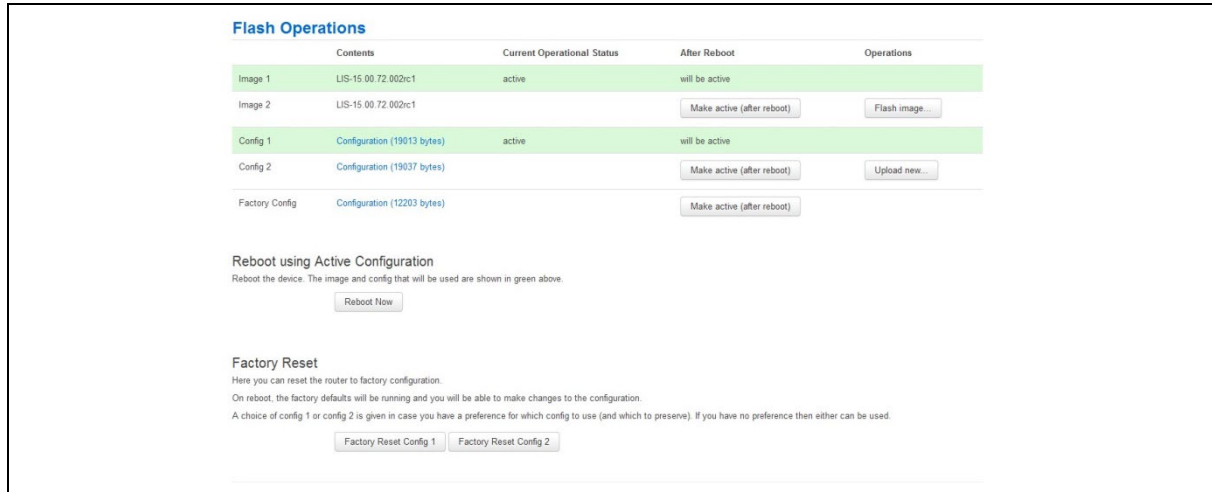 Flash Operations
Contents Current Operational Status After Reboot Operations
Image 1 LIS-15.00.72.002rc1 active will be active
Image 2 LIS-15.00.72.002rc1 Make active (after reboot) Flash image...
Config 1 Configuration (19013 bytes) active will be active
Config 2 Configuration (19037 bytes) Make active (after reboot) Upload new...
Factory Config Configuration (12203 bytes) Make active (after reboot)
Reboot using Active Configuration
Reboot the device. The image and config that will be used are shown in green above.
Reboot Now
Factory Reset
Here you can reset the router to factory configuration.
On reboot, the factory defaults will be running and you will be able to make changes to the configuration.
A choice of config 1 or config 2 is given in case you have a preference for which config to use (and which to preserve). If you have no preference then either can be used.
Factory Reset Config 1 Factory Reset Config 2